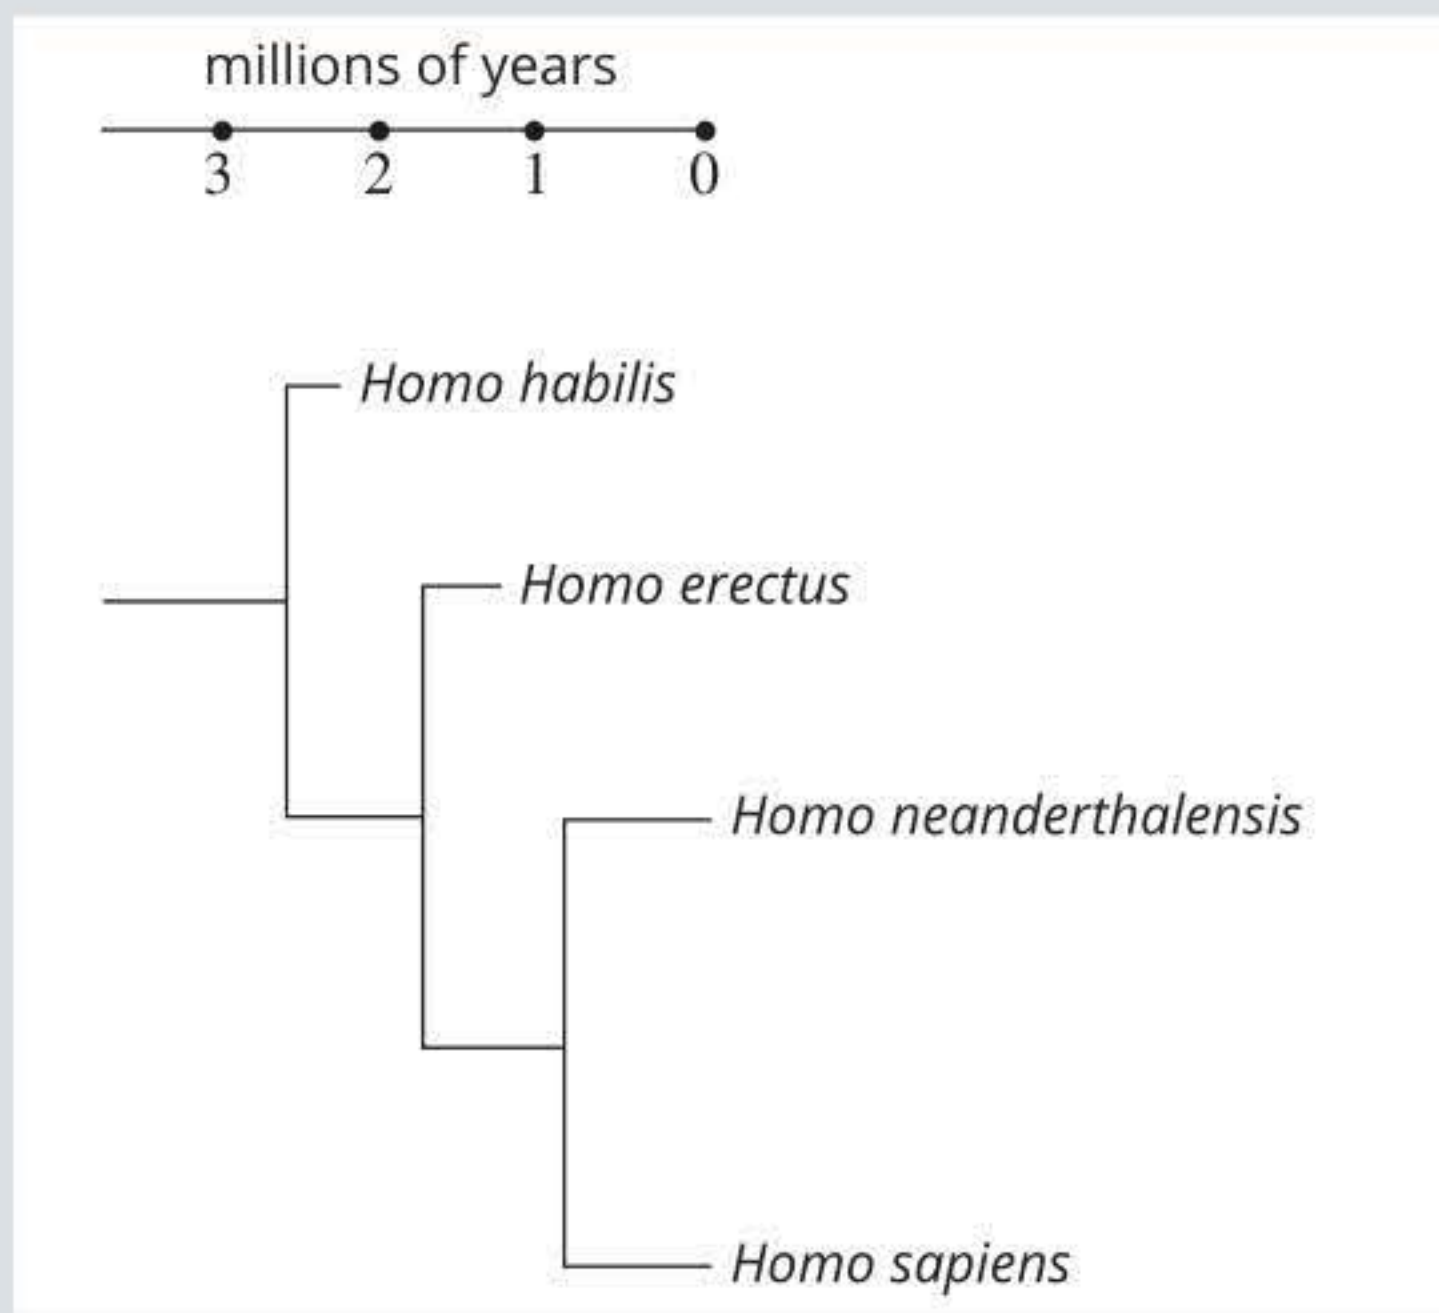 millions of years
3 2 1 0
Homo habilis
Homo erectus
Homo neanderthalensis
Homo sapiens